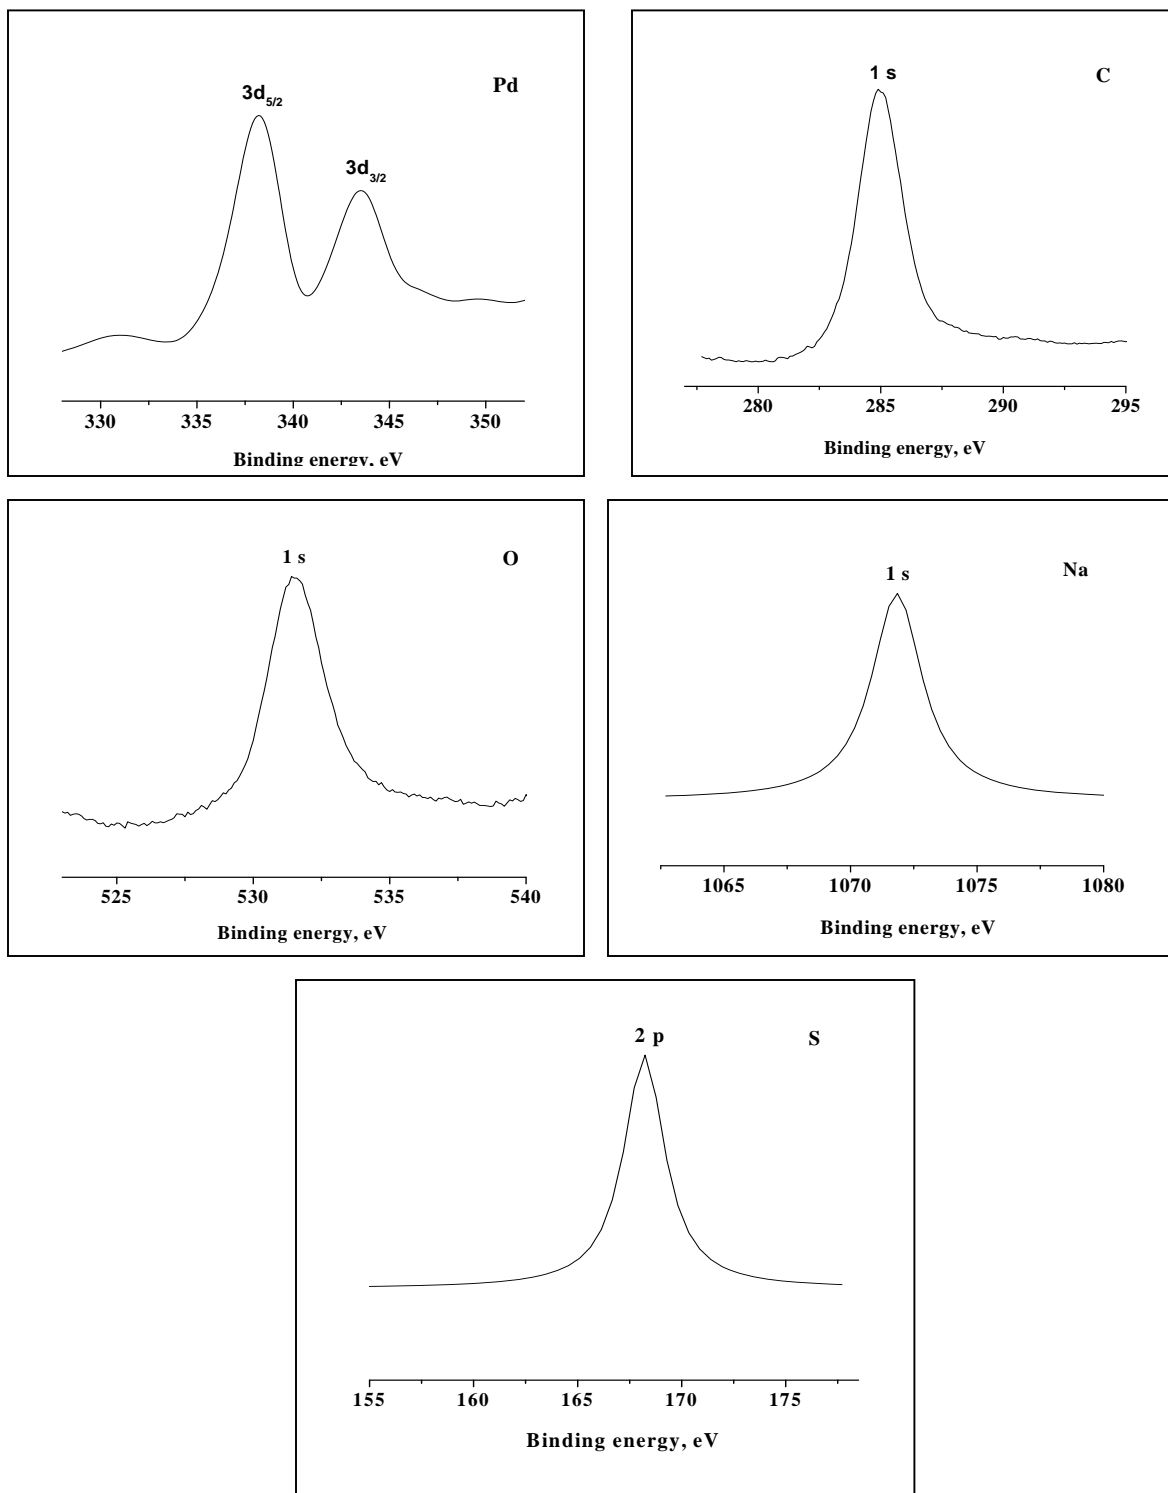 Pd
3d5/2
3d3/2
330 335 340 345 350
Binding energy, eV
C
1 s
280 285 290 295
Binding energy, eV
O
1 s
525 530 535 540
Binding energy, eV
Na
1 s
1065 1070 1075 1080
Binding energy, eV
S
2 p
155 160 165 170 175
Binding energy, eV